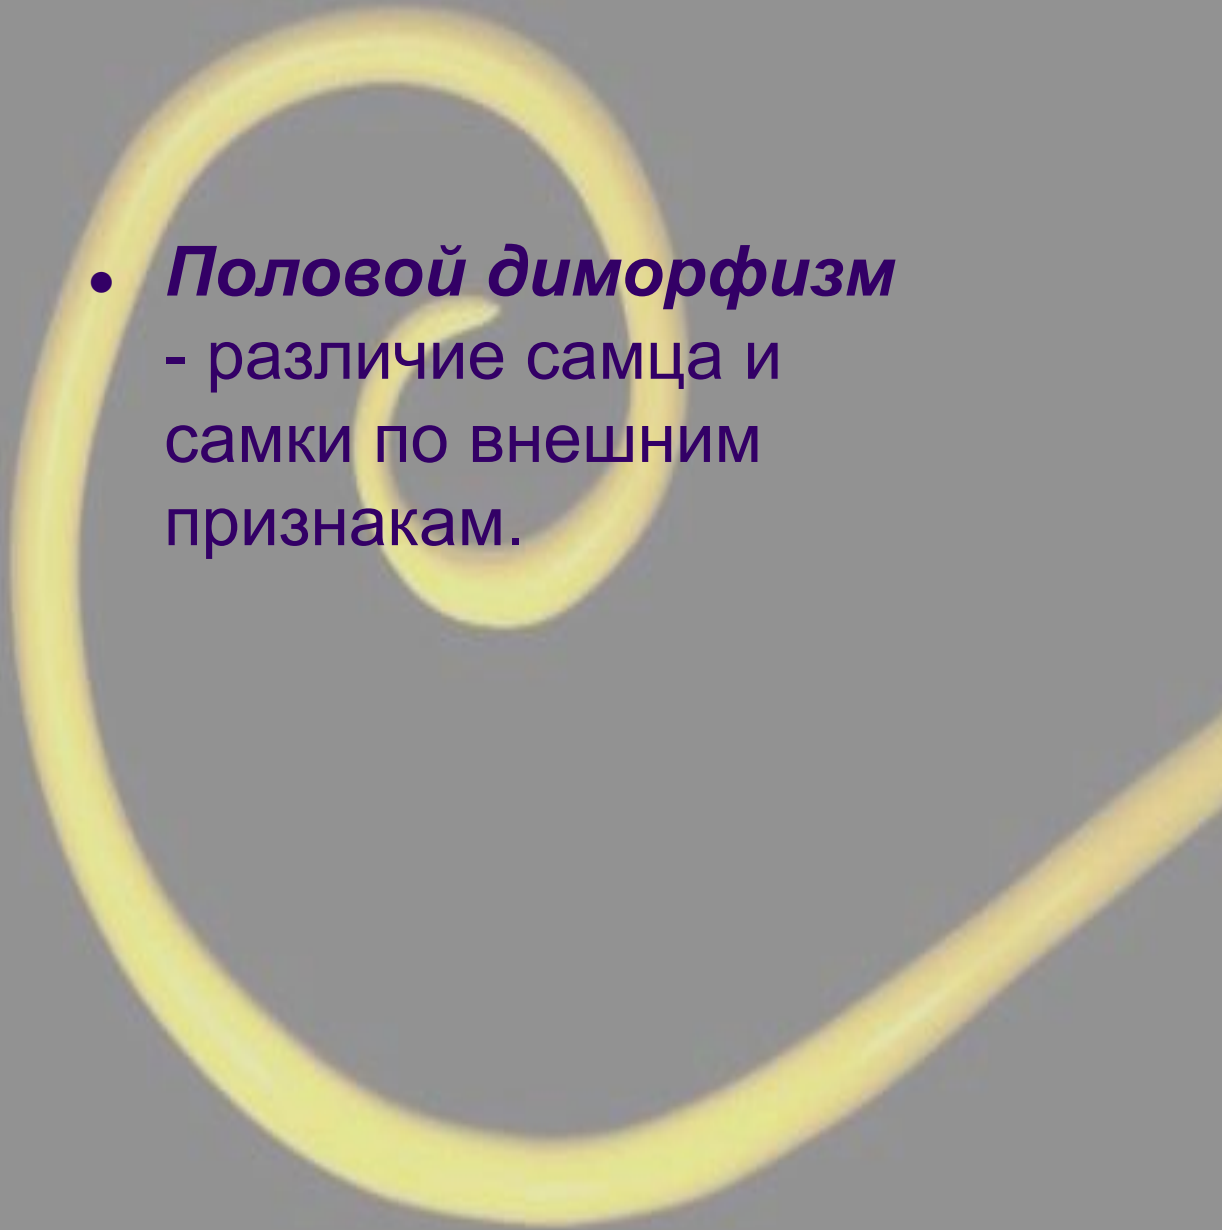 • Половой диморфизм
- различие самца и
самки по внешним
признакам.